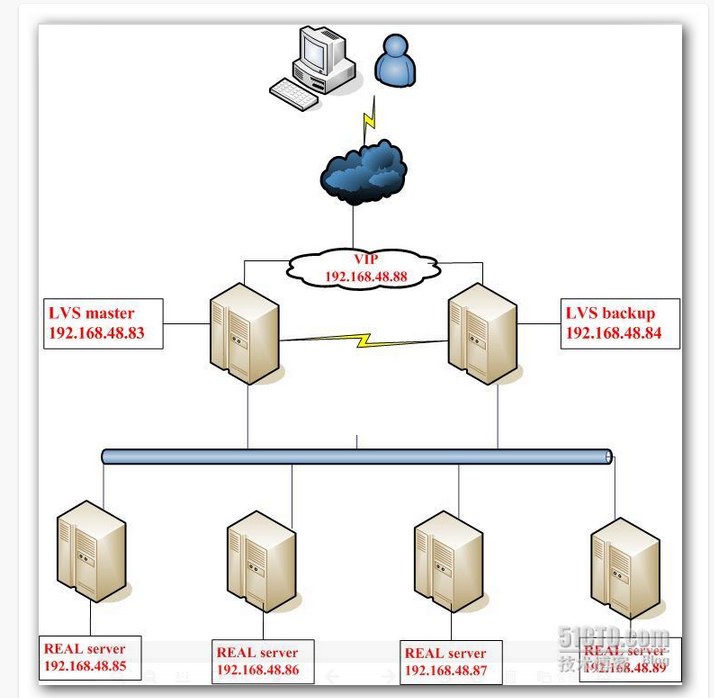 VIP
192.168.48.88
LVS master
192.168.48.83
LVS backup
192.168.48.84
REAL server
192.168.48.85
REAL server
192.168.48.86
REAL server
192.168.48.87
REAL server
192.168.48.89
51CTO.com
技术博客 Blog